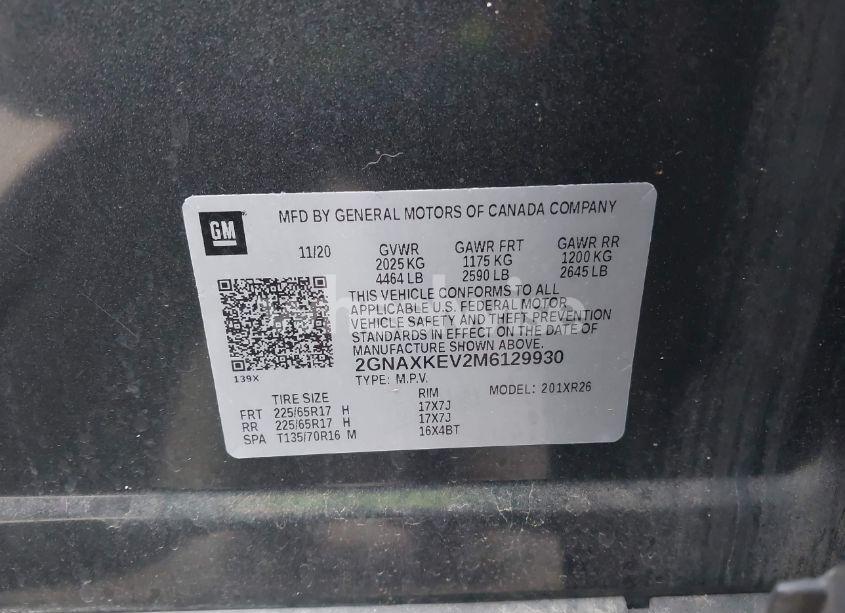 GM
MFD BY GENERAL MOTORS OF CANADA COMPANY
11/20 GVWR GAWR FRT GAWR RR
2025 KG 1175 KG 1200 KG
4464 LB 2590 LB 2645 LB
THIS VEHICLE CONFORMS TO ALL
APPLICABLE U.S. FEDERAL MOTOR
VEHICLE SAFETY AND THEFT PREVENTION
STANDARDS IN EFFECT ON THE DATE OF
MANUFACTURE SHOWN ABOVE.
2GNAXKEV2M6129930
139X
TYPE: M.P.V. MODEL: 201XR26
TIRE SIZE RIM
FRT 225/65R17 H 17X7J
RR 225/65R17 H 17X7J
SPA T135/70R16 M 16X4BT